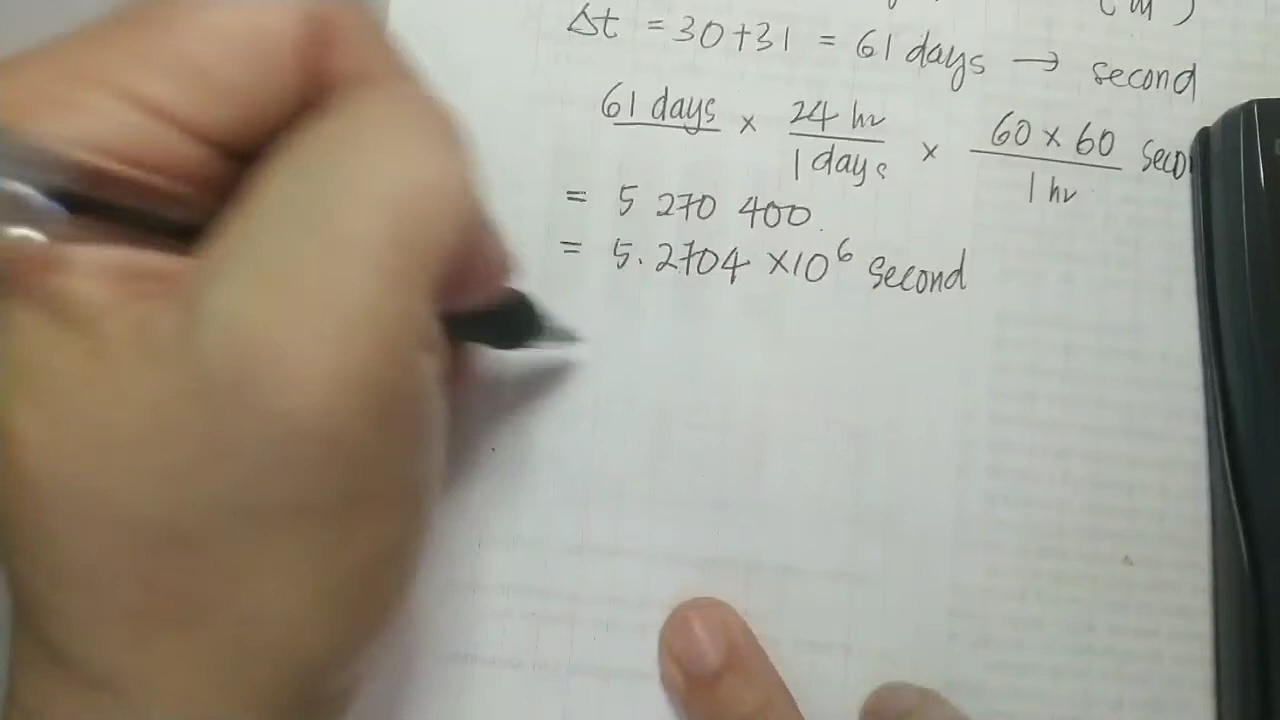 (m)
Δt = 30+31 = 61 days → second
61 days × 24 hr / 1 days × 60 × 60 / 1 hr
= 5 270 400.
= 5.2704 ×10⁶ second